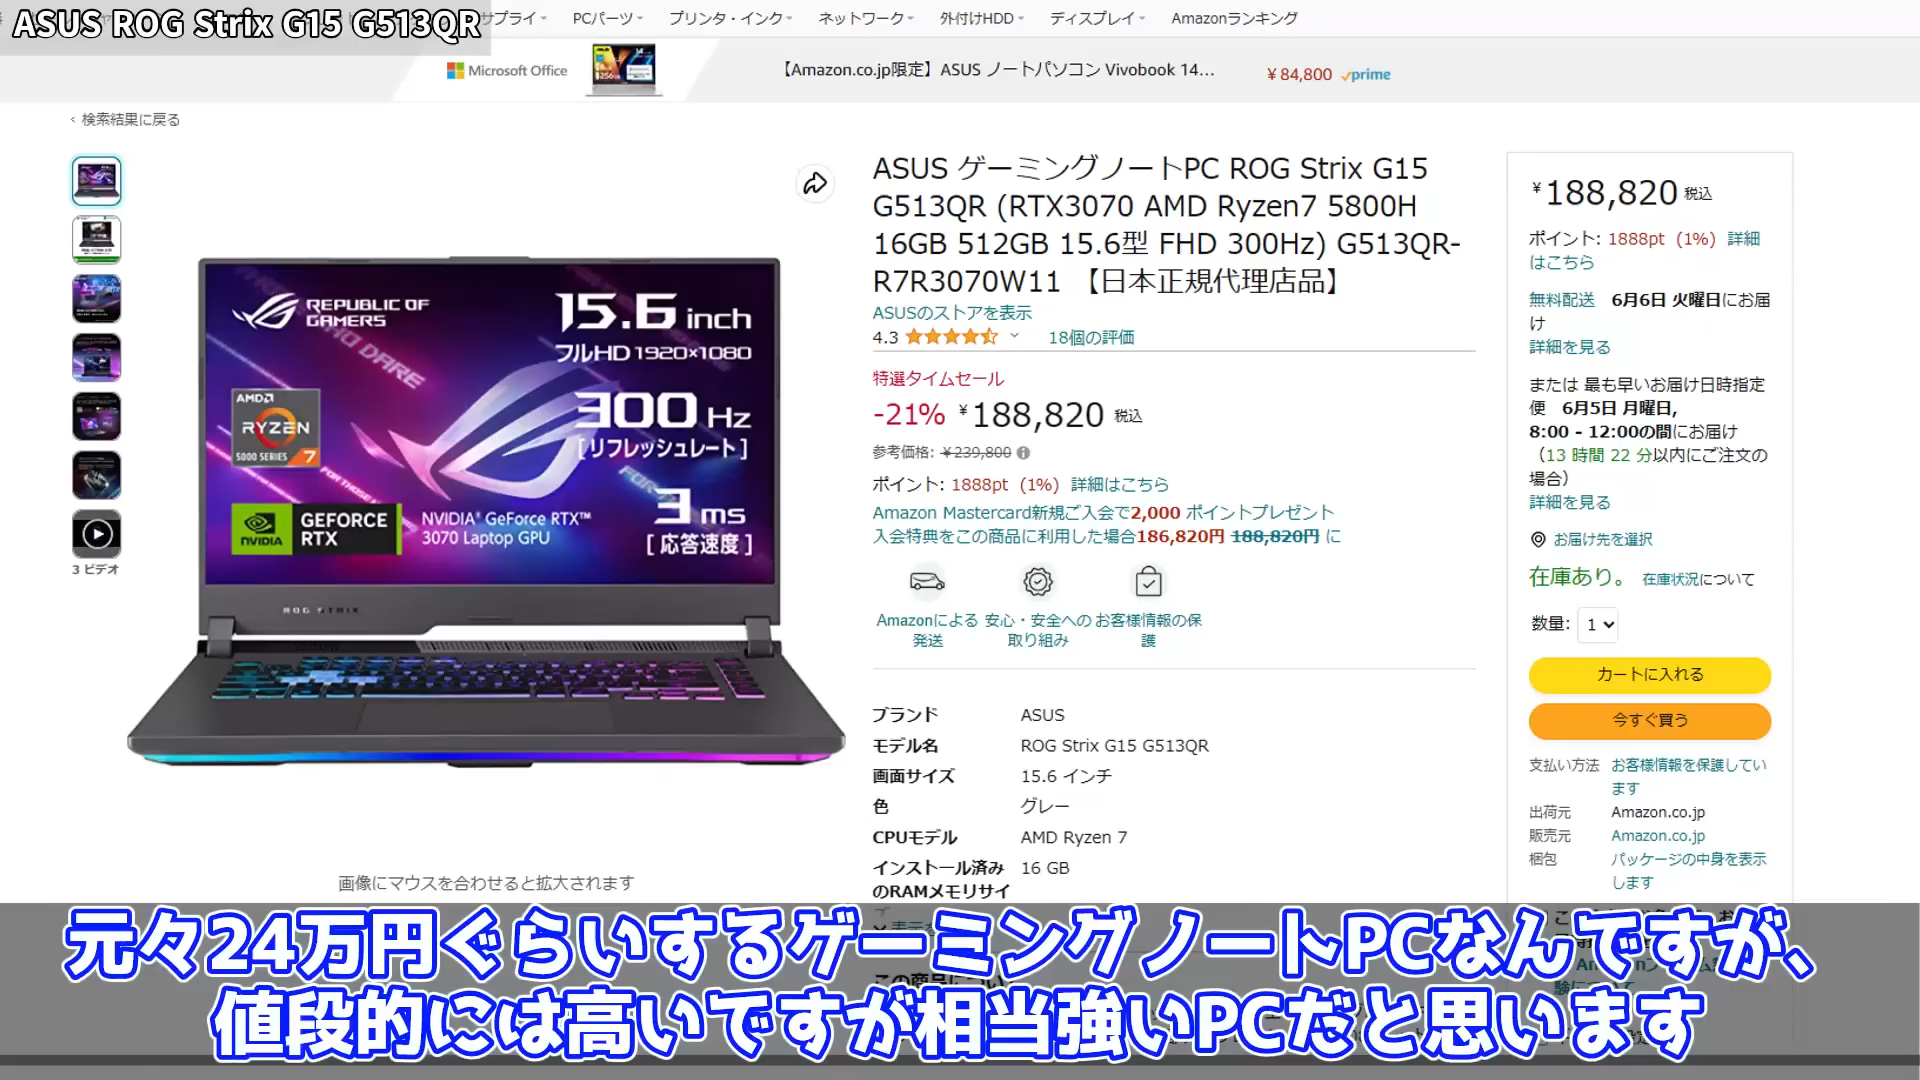 ASUS ROG Strix G15 G513QR
サプライ
PCパーツ
プリンタ・インク
ネットワーク
外付けHDD
ディスプレイ
Amazonランキング
Microsoft Office
【Amazon.co.jp限定】ASUS ノートパソコン Vivobook 14...
￥84,800 prime
‹ 検索結果に戻る
3 ビデオ
REPUBLIC OF
GAMERS
15.6 inch
フルHD 1920×1080
AMD
RYZEN
5000 SERIES 7
300 Hz
[リフレッシュレート]
NVIDIA
GEFORCE
RTX
NVIDIA® GeForce RTX™
3070 Laptop GPU
3 ms
[応答速度]
ROG STRIX
画像にマウスを合わせると拡大されます
ASUS ゲーミングノートPC ROG Strix G15
G513QR (RTX3070 AMD Ryzen7 5800H
16GB 512GB 15.6型 FHD 300Hz) G513QR-
R7R3070W11 【日本正規代理店品】
ASUSのストアを表示
4.3 18個の評価
特選タイムセール
-21% ￥188,820 税込
参考価格: ￥239,800
ポイント: 1888pt (1%) 詳細はこちら
Amazon Mastercard新規ご入会で2,000 ポイントプレゼント
入会特典をこの商品に利用した場合186,820円 188,820円 に
Amazonによる
発送
安心・安全への
取り組み
お客様情報の保
護
ブランド ASUS
モデル名 ROG Strix G15 G513QR
画面サイズ 15.6 インチ
色 グレー
CPUモデル AMD Ryzen 7
インストール済み 16 GB
のRAMメモリサイ
￥188,820 税込
ポイント: 1888pt (1%) 詳細
はこちら
無料配送 6月6日 火曜日にお届
け
詳細を見る
または 最も早いお届け日時指定
便 6月5日 月曜日,
8:00 - 12:00の間にお届け
（13 時間 22 分以内にご注文の
場合）
詳細を見る
お届け先を選択
在庫あり。 在庫状況について
数量: 1
カートに入れる
今すぐ買う
支払い方法 お客様情報を保護してい
ます
出荷元 Amazon.co.jp
販売元 Amazon.co.jp
梱包 パッケージの中身を表示
します
元々24万円ぐらいするゲーミングノートPCなんですが、
値段的には高いですが相当強いPCだと思います